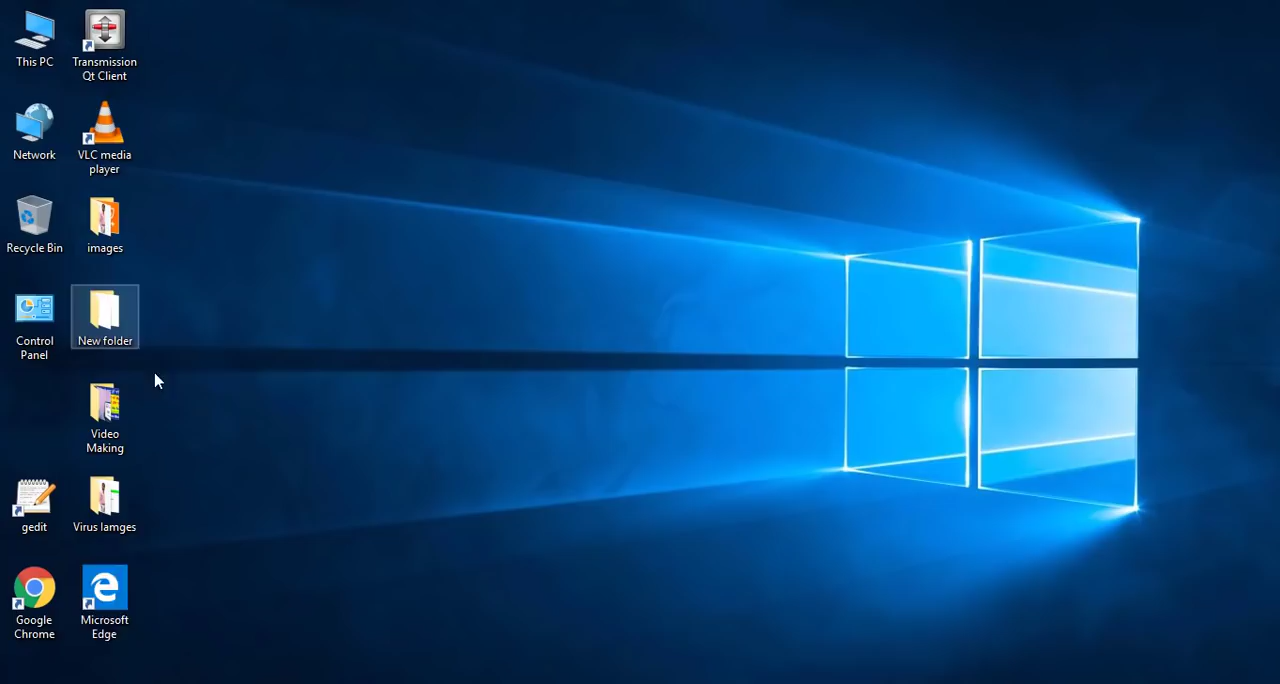 This PC
Transmission
Qt Client
Network
VLC media
player
Recycle Bin
images
Control
Panel
New folder
Video
Making
gedit
Virus Iamges
Google
Chrome
Microsoft
Edge